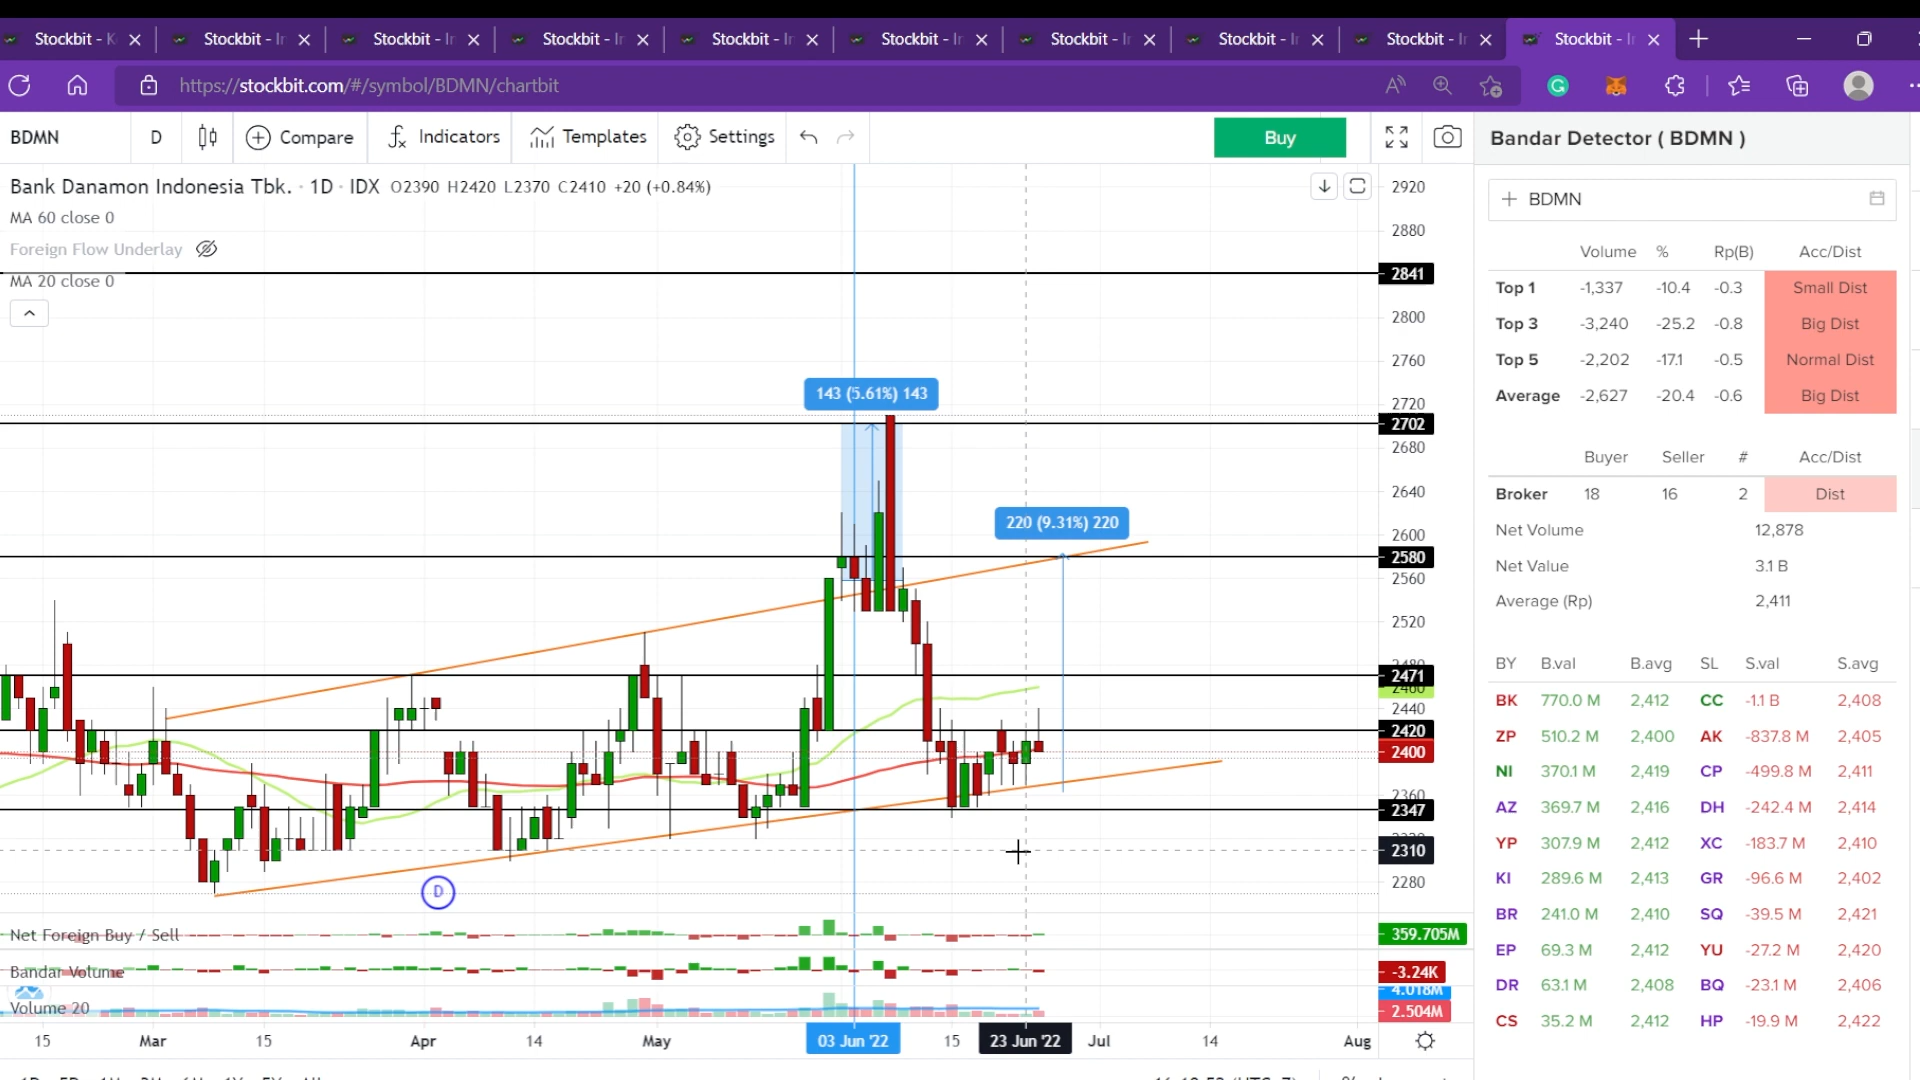 Stockbit - K Stockbit - In Stockbit - In Stockbit - In Stockbit - In Stockbit - In Stockbit - In Stockbit - In Stockbit - In Stockbit - In
https://stockbit.com/#/symbol/BDMN/chartbit
BDMN D Compare Indicators Templates Settings Buy
Bank Danamon Indonesia Tbk. · 1D · IDX O2390 H2420 L2370 C2410 +20 (+0.84%)
MA 60 close 0
Foreign Flow Underlay
MA 20 close 0
143 (5.61%) 143
220 (9.31%) 220
D
Net Foreign Buy / Sell
Bandar Volume
Volume 20
2920
2880
2841
2800
2760
2720
2702
2680
2640
2600
2580
2560
2520
2480
2471
2460
2440
2420
2400
2360
2347
2320
2310
2280
359.705M
-3.24K
4.018M
2.504M
15 Mar 15 Apr 14 May 03 Jun '22 15 23 Jun '22 Jul 14 Aug
Bandar Detector ( BDMN )
BDMN
Volume % Rp(B) Acc/Dist
Top 1 -1,337 -10.4 -0.3 Small Dist
Top 3 -3,240 -25.2 -0.8 Big Dist
Top 5 -2,202 -17.1 -0.5 Normal Dist
Average -2,627 -20.4 -0.6 Big Dist
Buyer Seller # Acc/Dist
Broker 18 16 2 Dist
Net Volume 12,878
Net Value 3.1 B
Average (Rp) 2,411
BY B.val B.avg SL S.val S.avg
BK 770.0 M 2,412 CC -1.1 B 2,408
ZP 510.2 M 2,400 AK -837.8 M 2,405
NI 370.1 M 2,419 CP -499.8 M 2,411
AZ 369.7 M 2,416 DH -242.4 M 2,414
YP 307.9 M 2,412 XC -183.7 M 2,410
KI 289.6 M 2,413 GR -96.6 M 2,402
BR 241.0 M 2,410 SQ -39.5 M 2,421
EP 69.3 M 2,412 YU -27.2 M 2,420
DR 63.1 M 2,408 BQ -23.1 M 2,406
CS 35.2 M 2,412 HP -19.9 M 2,422